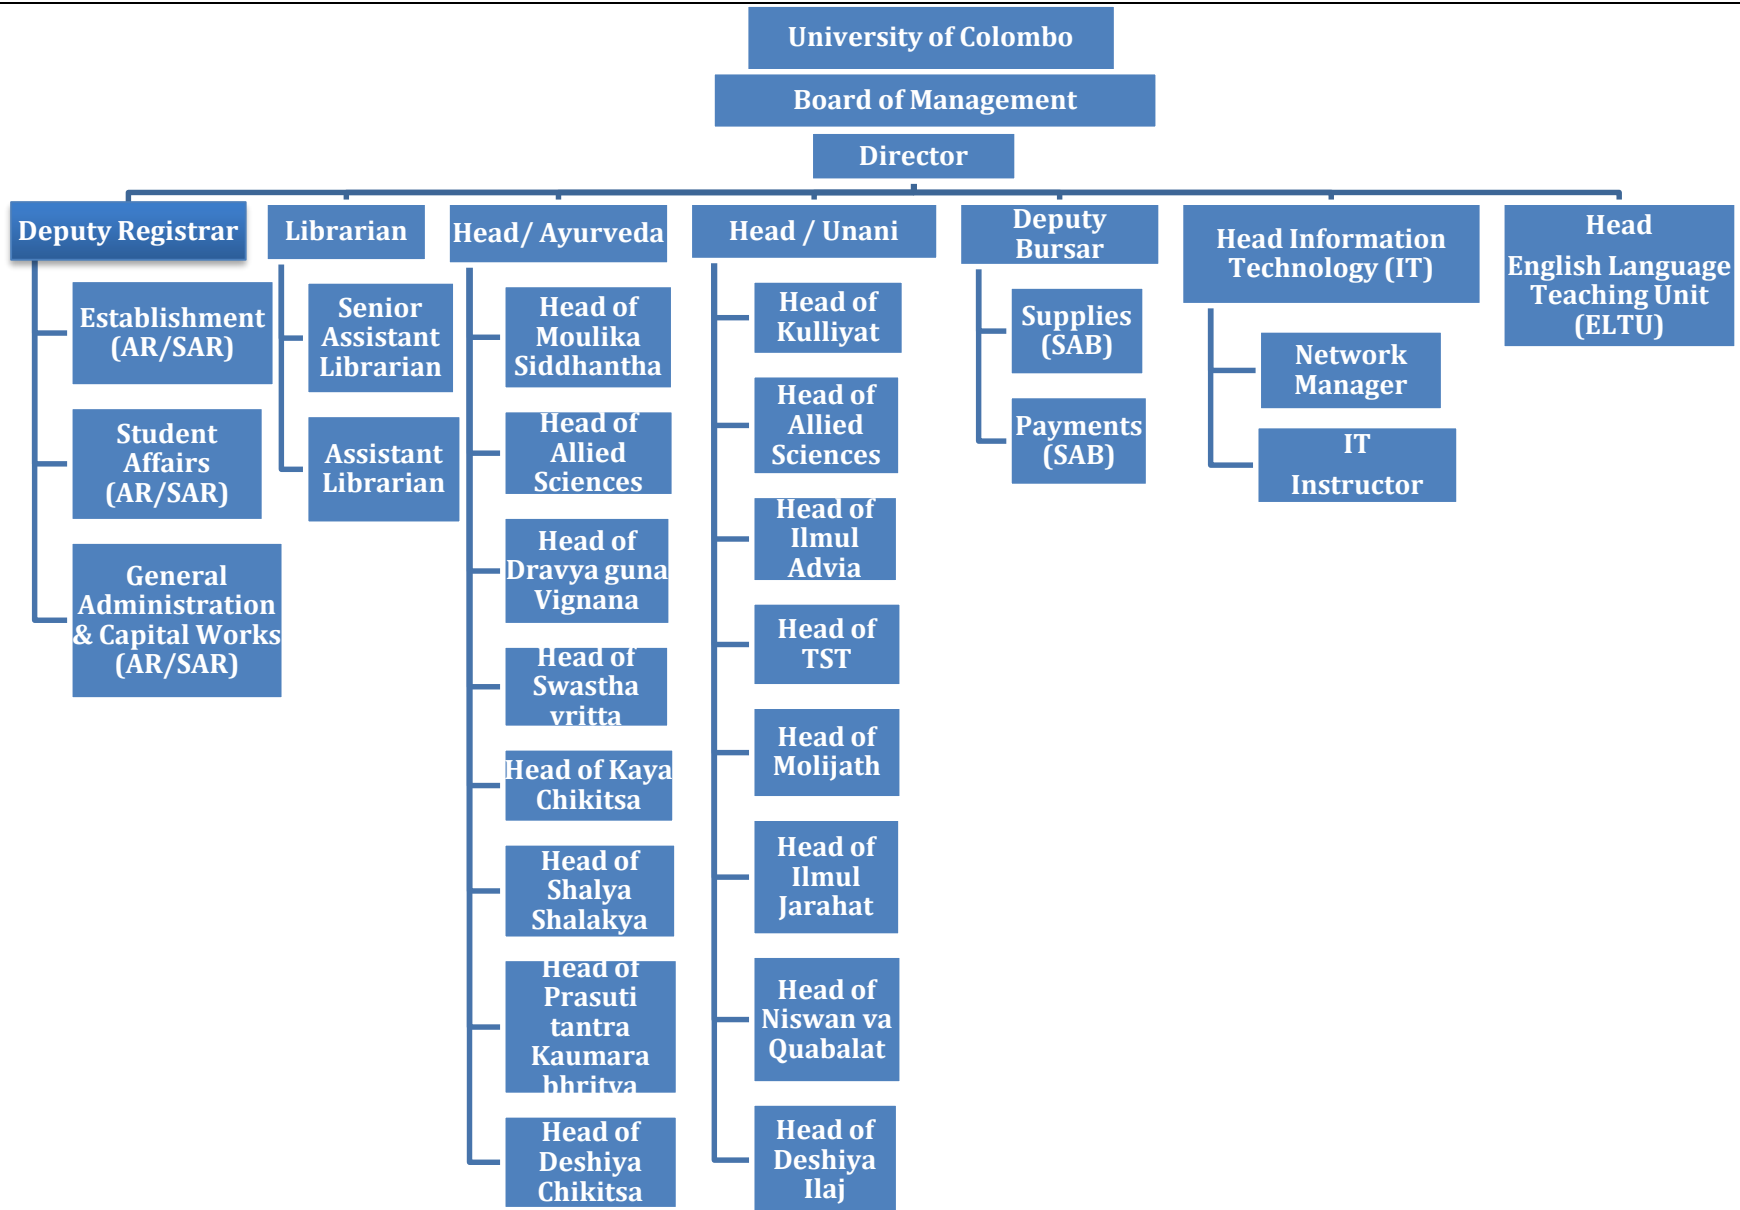 University of Colombo
Board of Management
Director
Deputy Registrar
Establishment
(AR/SAR)
Student
Affairs
(AR/SAR)
General
Administration
& Capital Works
(AR/SAR)
Librarian
Senior
Assistant
Librarian
Assistant
Librarian
Head/ Ayurveda
Head of
Moulika
Siddhantha
Head of
Allied
Sciences
Head of
Dravya guna
Vignana
Head of
Swastha
vritta
Head of Kaya
Chikitsa
Head of
Shalya
Shalakya
Head of
Prasuti
tantra
Kaumara
bhritya
Head of
Deshiya
Chikitsa
Head / Unani
Head of
Kulliyat
Head of
Allied
Sciences
Head of
Ilmul
Advia
Head of
TST
Head of
Molijath
Head of
Ilmul
Jarahat
Head of
Niswan va
Quabalat
Head of
Deshiya
Ilaj
Deputy
Bursar
Supplies
(SAB)
Payments
(SAB)
Head Information
Technology (IT)
Network
Manager
IT
Instructor
Head
English Language
Teaching Unit
(ELTU)